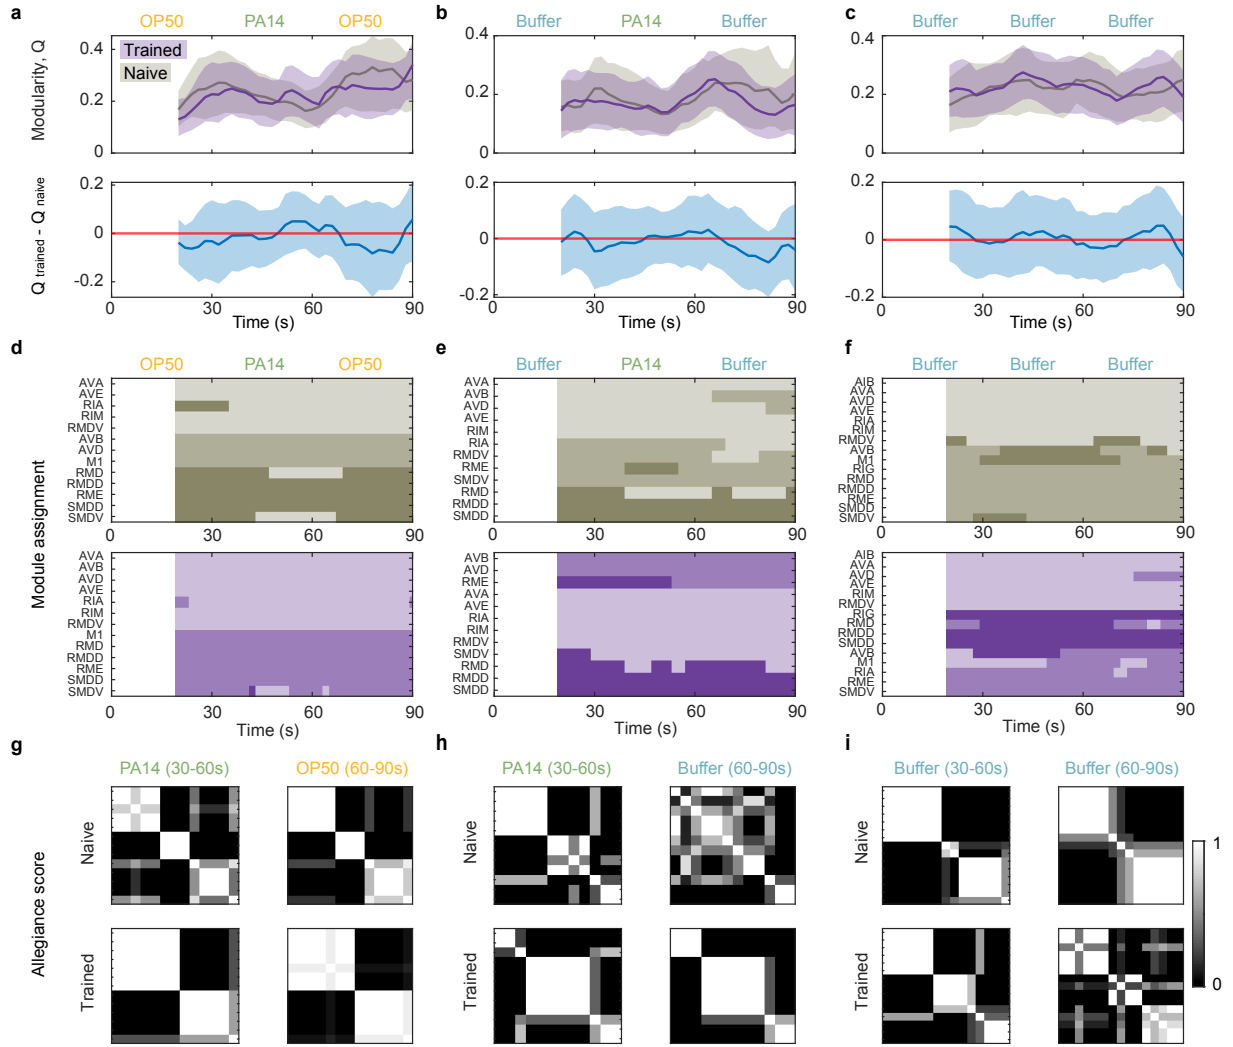 a
OP50 PA14 OP50
b
Buffer PA14 Buffer
c
Buffer Buffer Buffer
Modularity, Q
0.4
0.2
0
Trained
Naive
0.4
0.2
0
0.4
0.2
0
Q trained - Q naive
0.2
0
-0.2
0 30 60 90
Time (s)
0.2
0
-0.2
0 30 60 90
Time (s)
0.2
0
-0.2
0 30 60 90
Time (s)
Module assignment
d
OP50 PA14 OP50
AVA
AVE
RIA
RIM
RMDV
AVB
AVD
M1
RMD
RMDD
RME
SMDD
SMDV
0 30 60 90
AVA
AVB
AVD
AVE
RIA
RIM
RMDV
M1
RMD
RMDD
RME
SMDD
SMDV
0 30 60 90
Time (s)
e
Buffer PA14 Buffer
AVA
AVB
AVD
AVE
RIM
RIA
RMDV
RME
SMDV
RMD
RMDD
SMDD
0 30 60 90
AVB
AVD
RME
AVA
AVE
RIA
RIM
RMDV
SMDV
RMD
RMDD
SMDD
0 30 60 90
Time (s)
f
Buffer Buffer Buffer
AIB
AVA
AVD
AVE
RIA
RIM
RMDV
AVB
M1
RIG
RMD
RMDD
RME
SMDD
SMDV
0 30 60 90
AIB
AVA
AVD
AVE
RIM
RMDV
RIG
RMD
RMDD
SMDD
AVB
M1
RIA
RME
SMDV
0 30 60 90
Time (s)
Allegiance score
g
PA14 (30-60s) OP50 (60-90s)
Naive
Trained
h
PA14 (30-60s) Buffer (60-90s)
Naive
Trained
i
Buffer (30-60s) Buffer (60-90s)
Naive
Trained
1
0